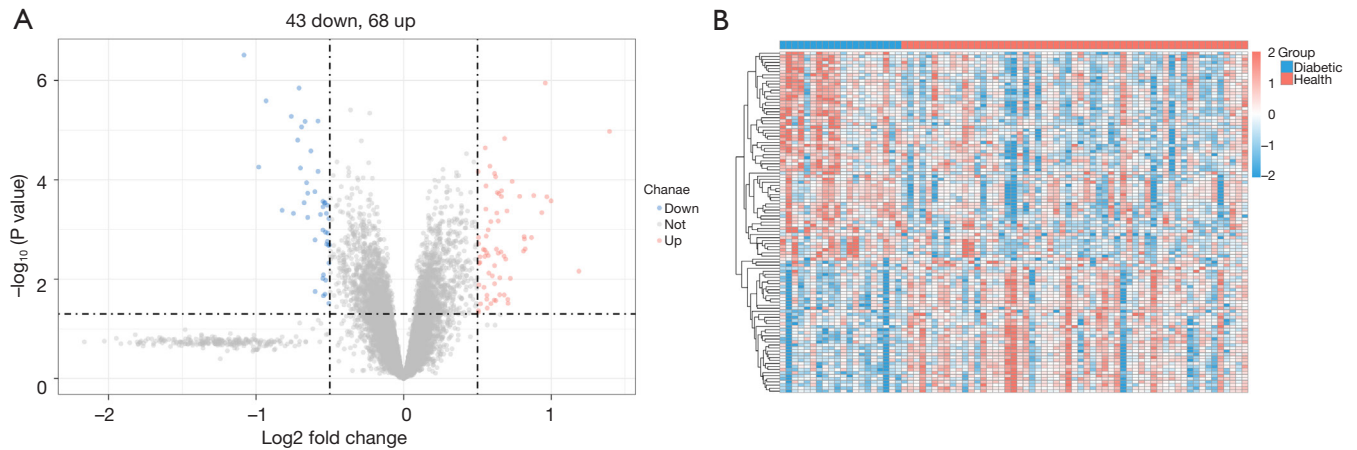 A
43 down, 68 up
6
4
2
0
−log₁₀ (P value)
−2
−1
0
1
Log2 fold change
Chanae
Down
Not
Up
B
2
1
0
−1
−2
Group
Diabetic
Health